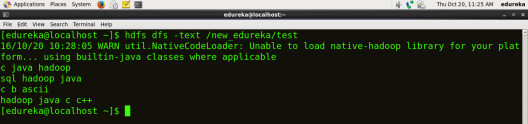 Applications Places System
Thu Oct 20, 11:25 AM edureka
edureka@localhost:~
File Edit View Search Terminal Help
[edureka@localhost ~]$ hdfs dfs -text /new_edureka/test
16/10/20 10:28:05 WARN util.NativeCodeLoader: Unable to load native-hadoop library for your plat
form... using builtin-java classes where applicable
c java hadoop
sql hadoop java
c b ascii
hadoop java c c++
[edureka@localhost ~]$